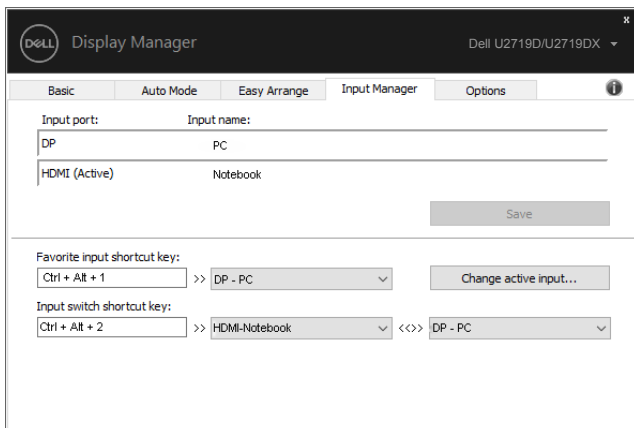 x
DELL Display Manager Dell U2719D/U2719DX
Basic Auto Mode Easy Arrange Input Manager Options i
Input port: Input name:
DP PC
HDMI (Active) Notebook
Save
Favorite input shortcut key:
Ctrl + Alt + 1 >> DP - PC Change active input...
Input switch shortcut key:
Ctrl + Alt + 2 >> HDMI-Notebook <<>> DP - PC